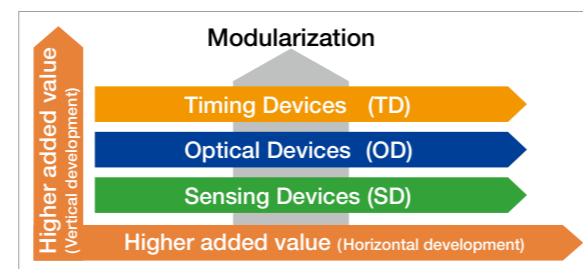 Modularization
Higher added value
(Vertical development)
Timing Devices (TD)
Optical Devices (OD)
Sensing Devices (SD)
Higher added value (Horizontal development)